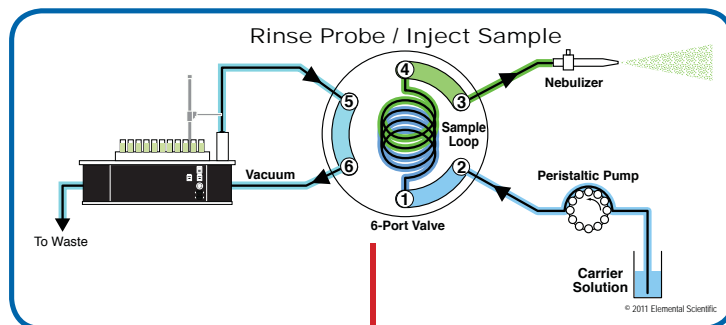 Rinse Probe / Inject Sample
4
Nebulizer
5
3
Sample
Loop
6
2
Peristaltic Pump
Vacuum
1
To Waste
6-Port Valve
Carrier
Solution
© 2011 Elemental Scientific